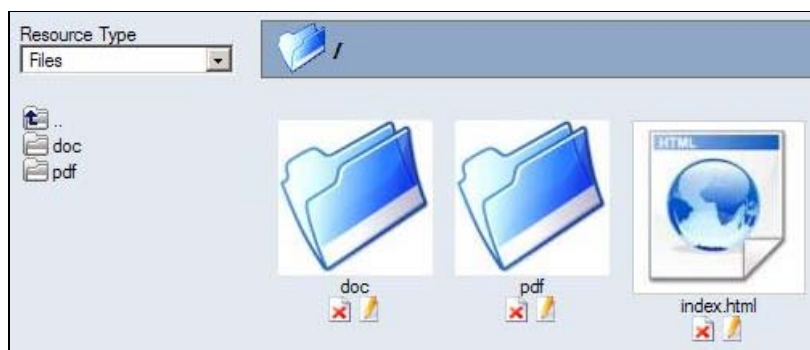 Resource Type
Files
/
..
doc
pdf
HTML
doc
pdf
index.html